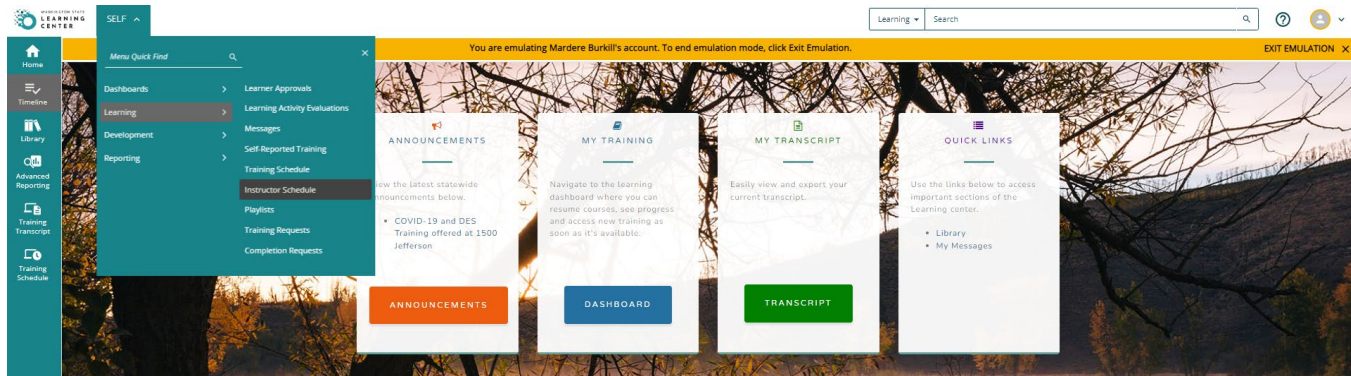 WASHINGTON STATE
LEARNING
CENTER
SELF
Learning
Search
You are emulating Mardere Burkill's account. To end emulation mode, click Exit Emulation.
EXIT EMULATION
Home
Timeline
Library
Advanced
Reporting
Training
Transcript
Training
Schedule
Menu Quick Find
Dashboards
Learning
Development
Reporting
Learner Approvals
Learning Activity Evaluations
Messages
Self-Reported Training
Training Schedule
Instructor Schedule
Playlists
Training Requests
Completion Requests
ANNOUNCEMENTS
iew the latest statewide
nnouncements below.
• COVID-19 and DES
Training offered at 1500
Jefferson
ANNOUNCEMENTS
MY TRAINING
Navigate to the learning
dashboard where you can
resume courses, see progress
and access new training as
soon as it's available.
DASHBOARD
MY TRANSCRIPT
Easily view and export your
current transcript.
TRANSCRIPT
QUICK LINKS
Use the links below to access
important sections of the
Learning center.
• Library
• My Messages